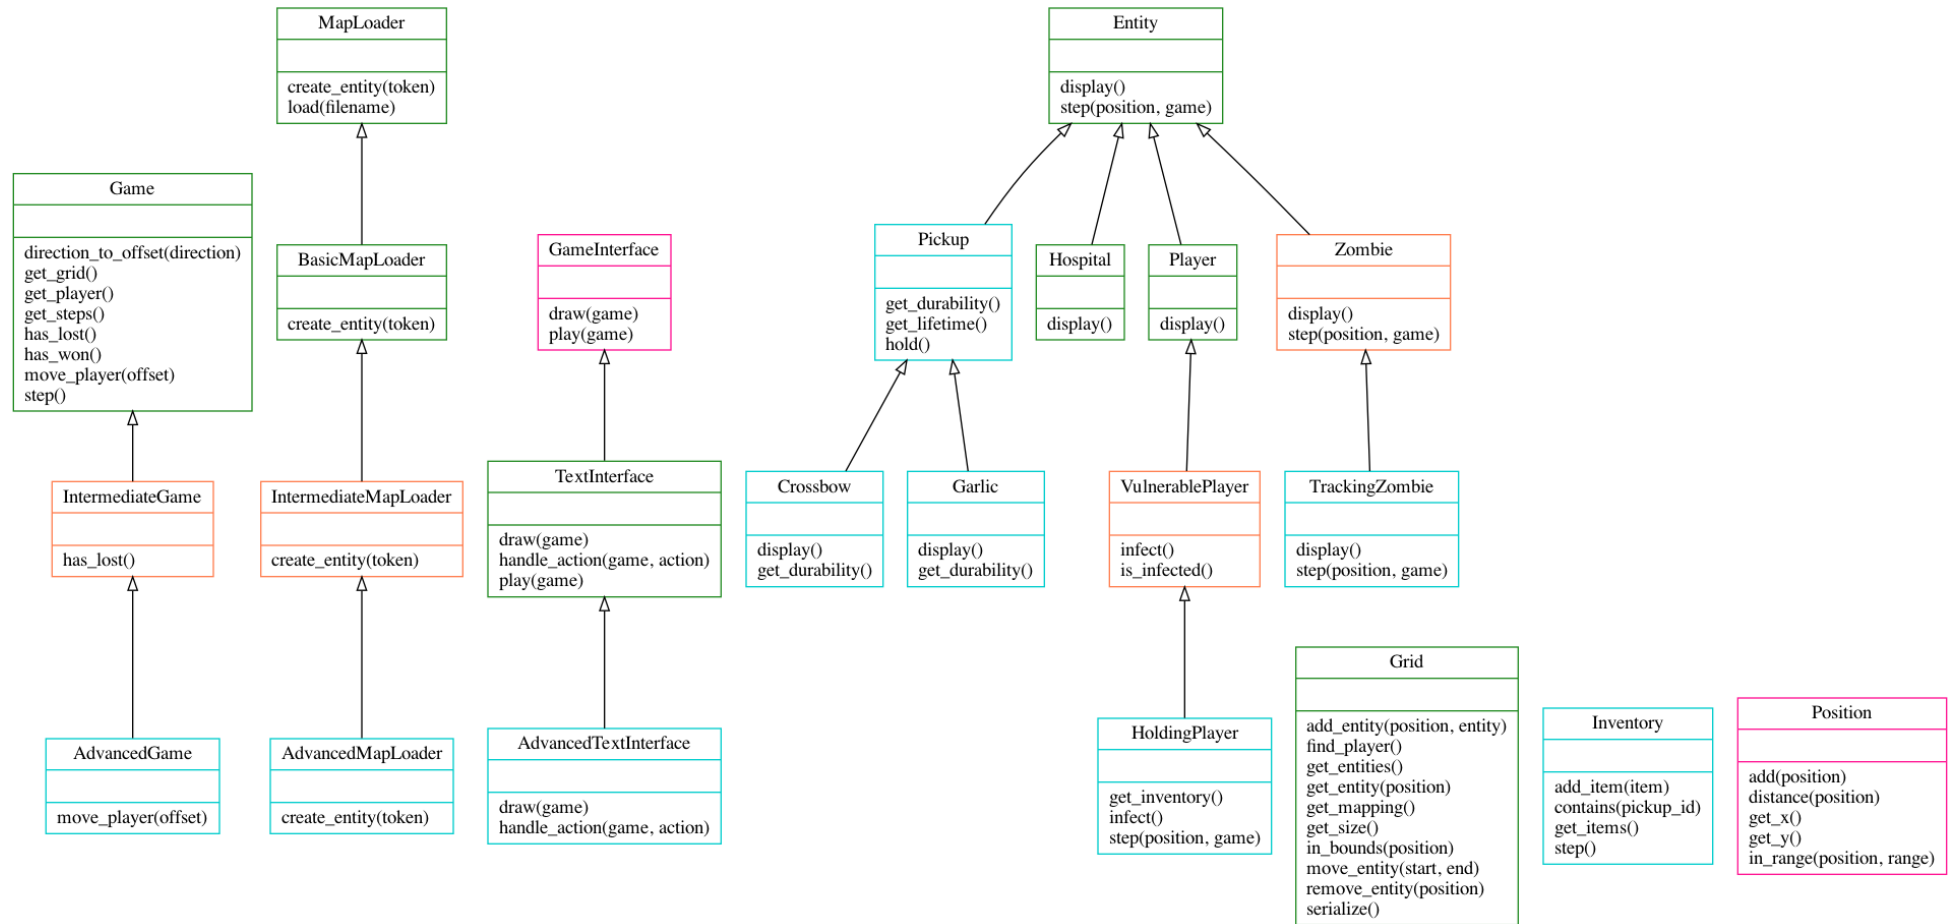 MapLoader
create_entity(token)
load(filename)
Entity
display()
step(position, game)
Game
direction_to_offset(direction)
get_grid()
get_player()
get_steps()
has_lost()
has_won()
move_player(offset)
step()
BasicMapLoader
create_entity(token)
GameInterface
draw(game)
play(game)
Pickup
get_durability()
get_lifetime()
hold()
Hospital
display()
Player
display()
Zombie
display()
step(position, game)
IntermediateGame
has_lost()
IntermediateMapLoader
create_entity(token)
TextInterface
draw(game)
handle_action(game, action)
play(game)
Crossbow
display()
get_durability()
Garlic
display()
get_durability()
VulnerablePlayer
infect()
is_infected()
TrackingZombie
display()
step(position, game)
AdvancedGame
move_player(offset)
AdvancedMapLoader
create_entity(token)
AdvancedTextInterface
draw(game)
handle_action(game, action)
HoldingPlayer
get_inventory()
infect()
step(position, game)
Grid
add_entity(position, entity)
find_player()
get_entities()
get_entity(position)
get_mapping()
get_size()
in_bounds(position)
move_entity(start, end)
remove_entity(position)
serialize()
Inventory
add_item(item)
contains(pickup_id)
get_items()
step()
Position
add(position)
distance(position)
get_x()
get_y()
in_range(position, range)